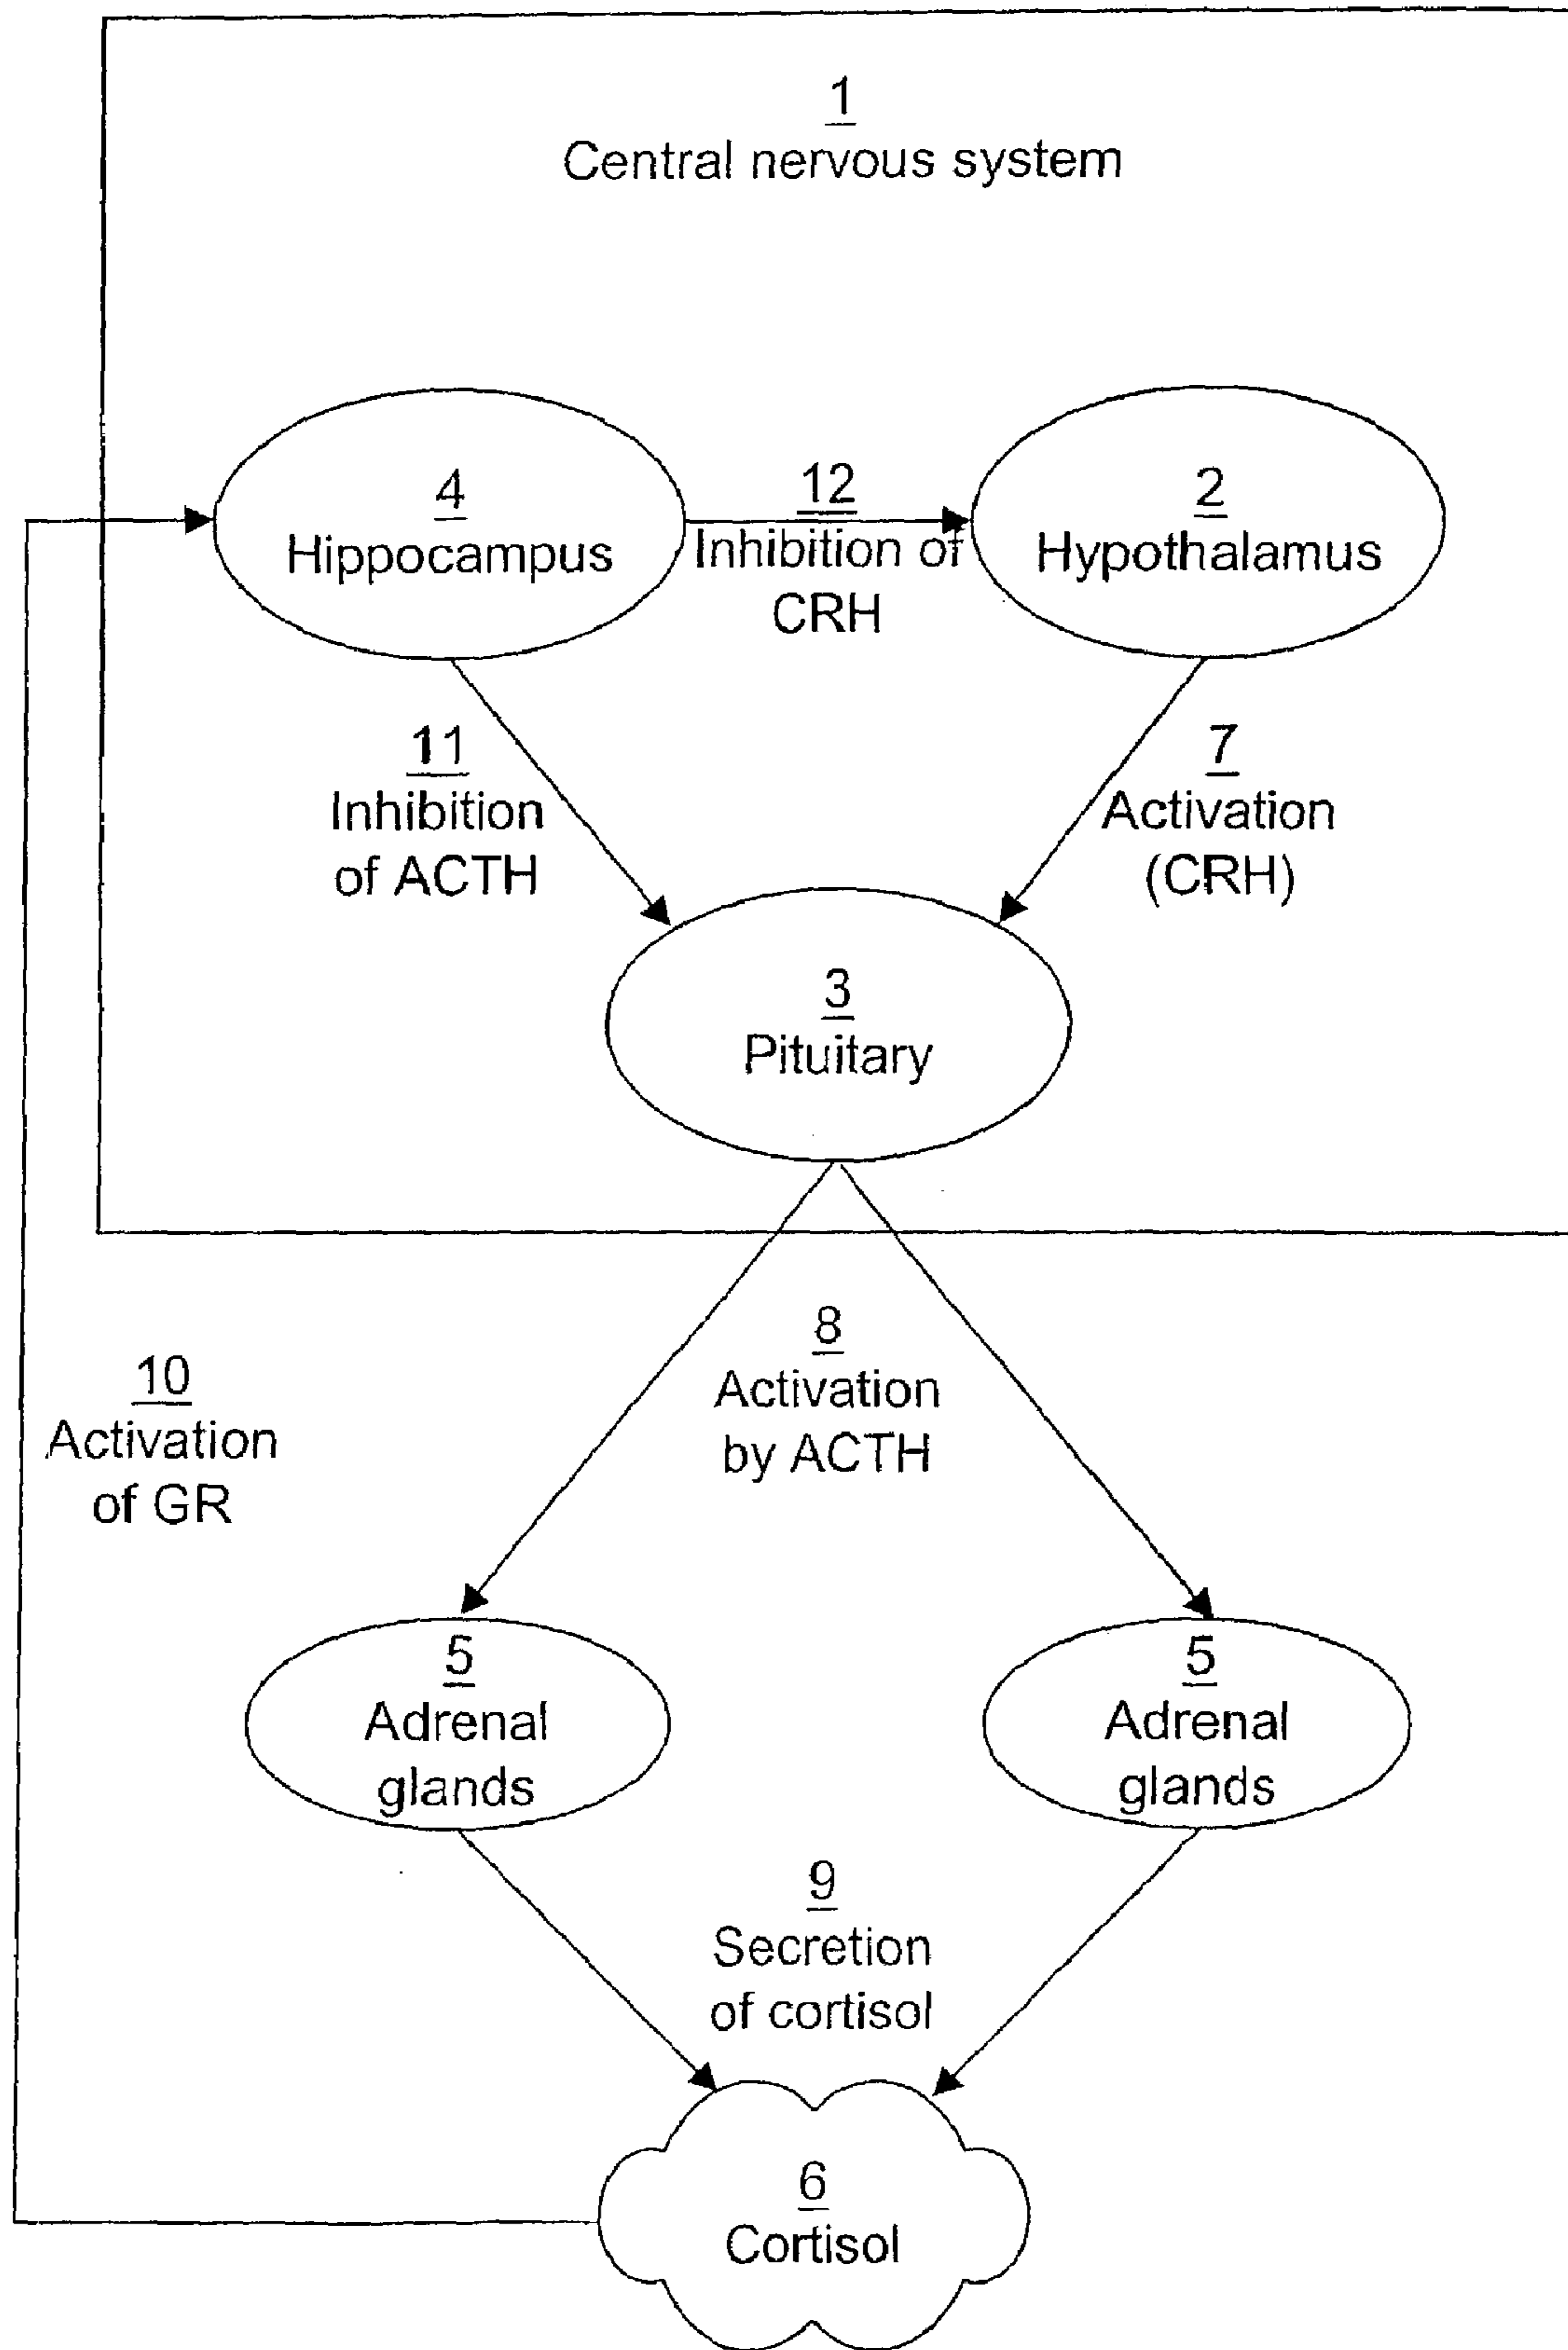 1
Central nervous system
4
Hippocampus
12
Inhibition of
CRH
2
Hypothalamus
11
Inhibition
of ACTH
7
Activation
(CRH)
3
Pituitary
8
Activation
by ACTH
10
Activation
of GR
5
Adrenal
glands
5
Adrenal
glands
9
Secretion
of cortisol
6
Cortisol